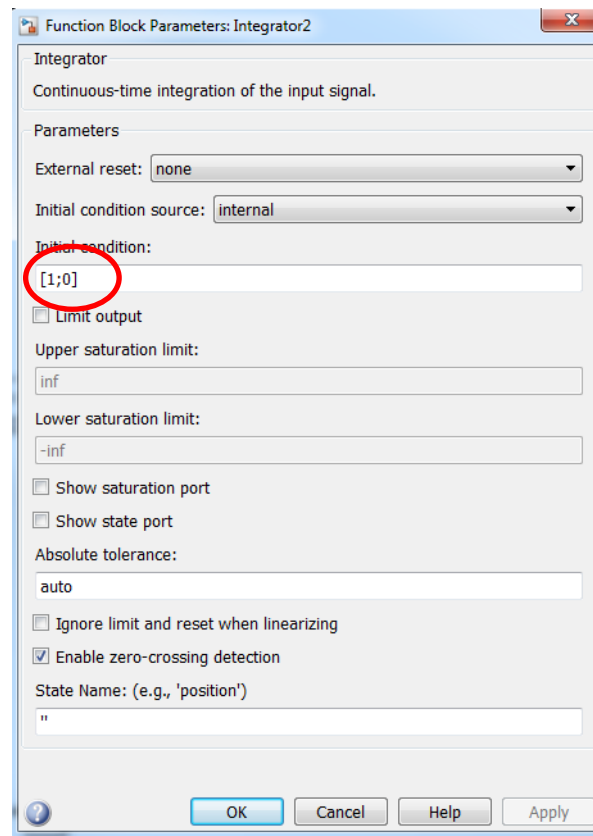 Function Block Parameters: Integrator2
Integrator
Continuous-time integration of the input signal.
Parameters
External reset: none
Initial condition source: internal
Initial condition:
[1;0]
Limit output
Upper saturation limit:
inf
Lower saturation limit:
-inf
Show saturation port
Show state port
Absolute tolerance:
auto
Ignore limit and reset when linearizing
Enable zero-crossing detection
State Name: (e.g., 'position')
''
OK Cancel Help Apply